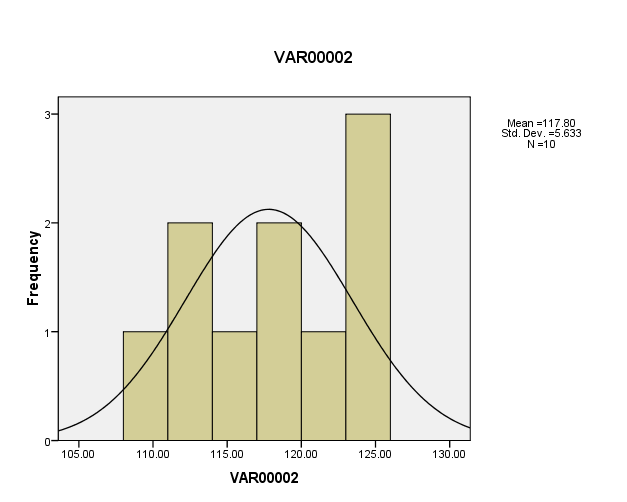 VAR00002
Mean =117.80
Std. Dev. =5.633
N =10
Frequency
3
2
1
0
105.00 110.00 115.00 120.00 125.00 130.00
VAR00002